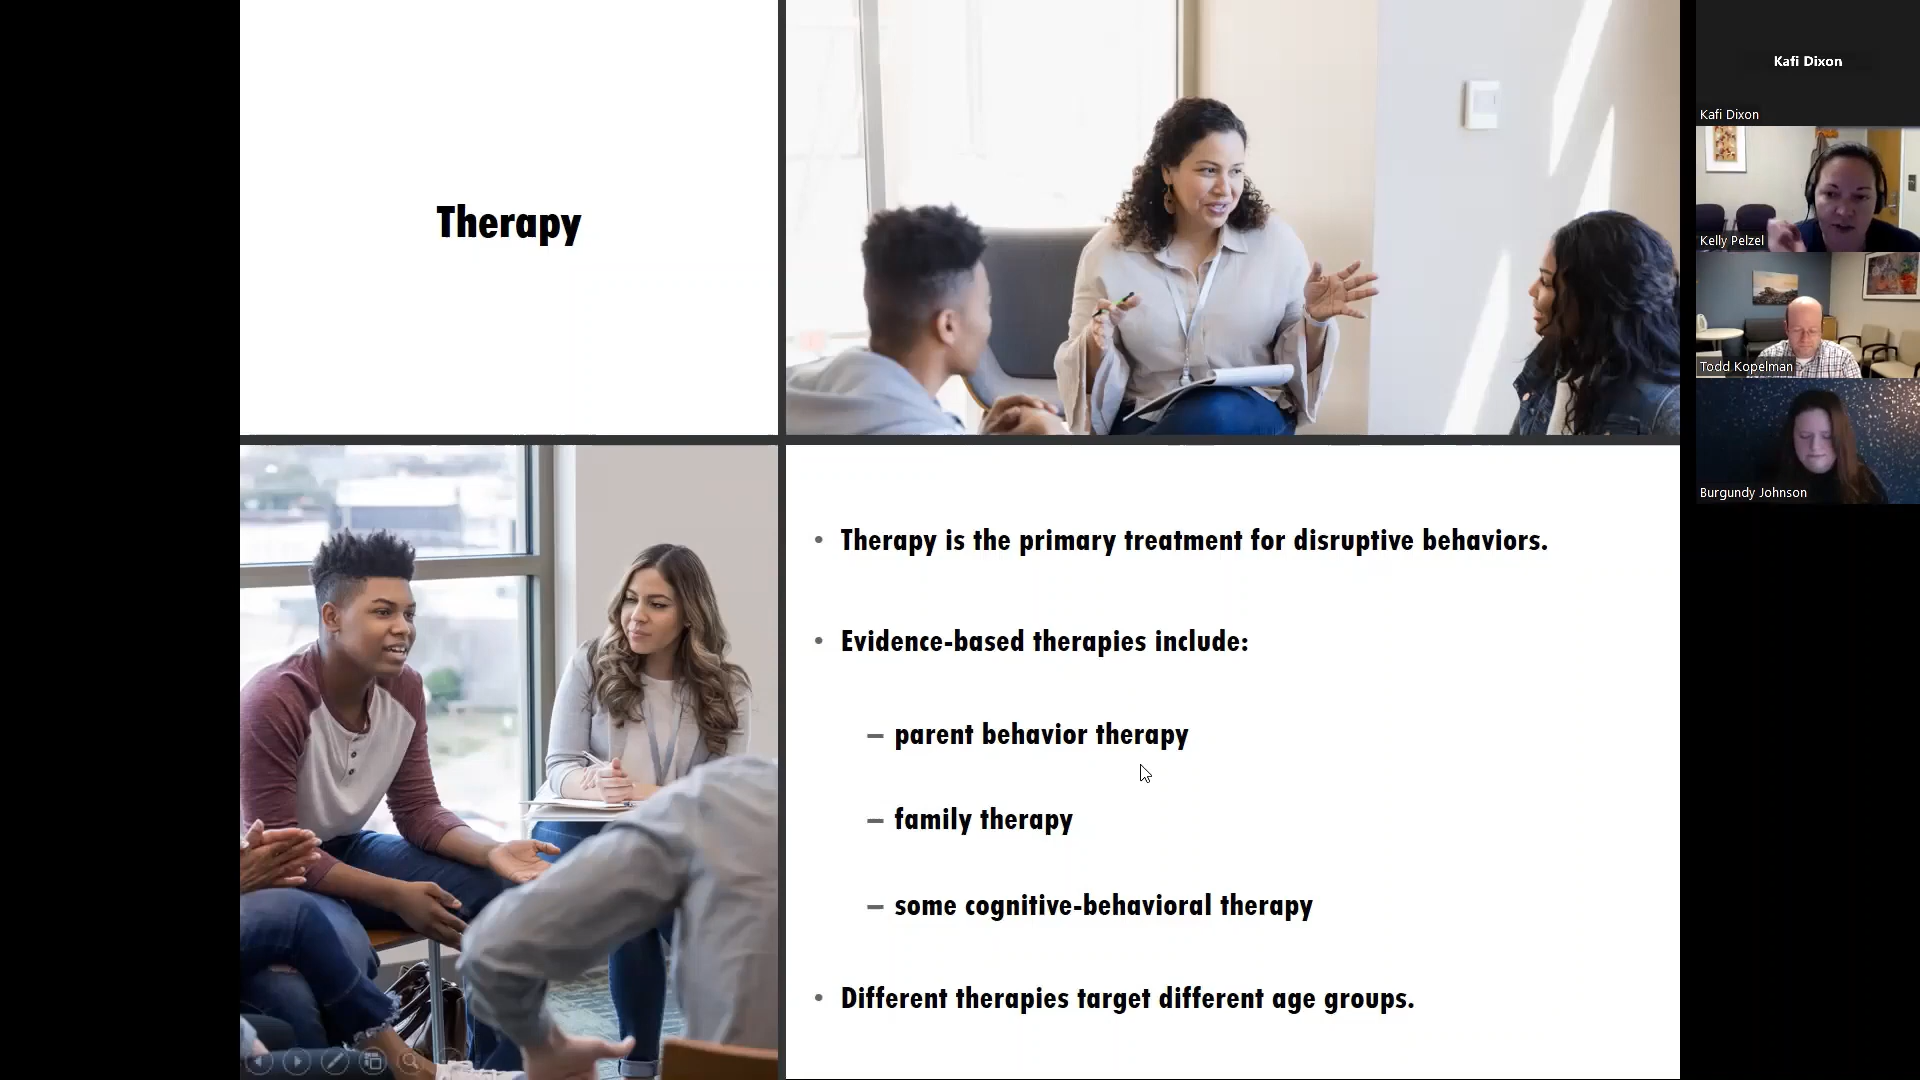 Therapy
• Therapy is the primary treatment for disruptive behaviors.
• Evidence-based therapies include:
– parent behavior therapy
– family therapy
– some cognitive-behavioral therapy
• Different therapies target different age groups.
Kafi Dixon
Kafi Dixon
Kelly Pelzel
Todd Kopelman
Burgundy Johnson